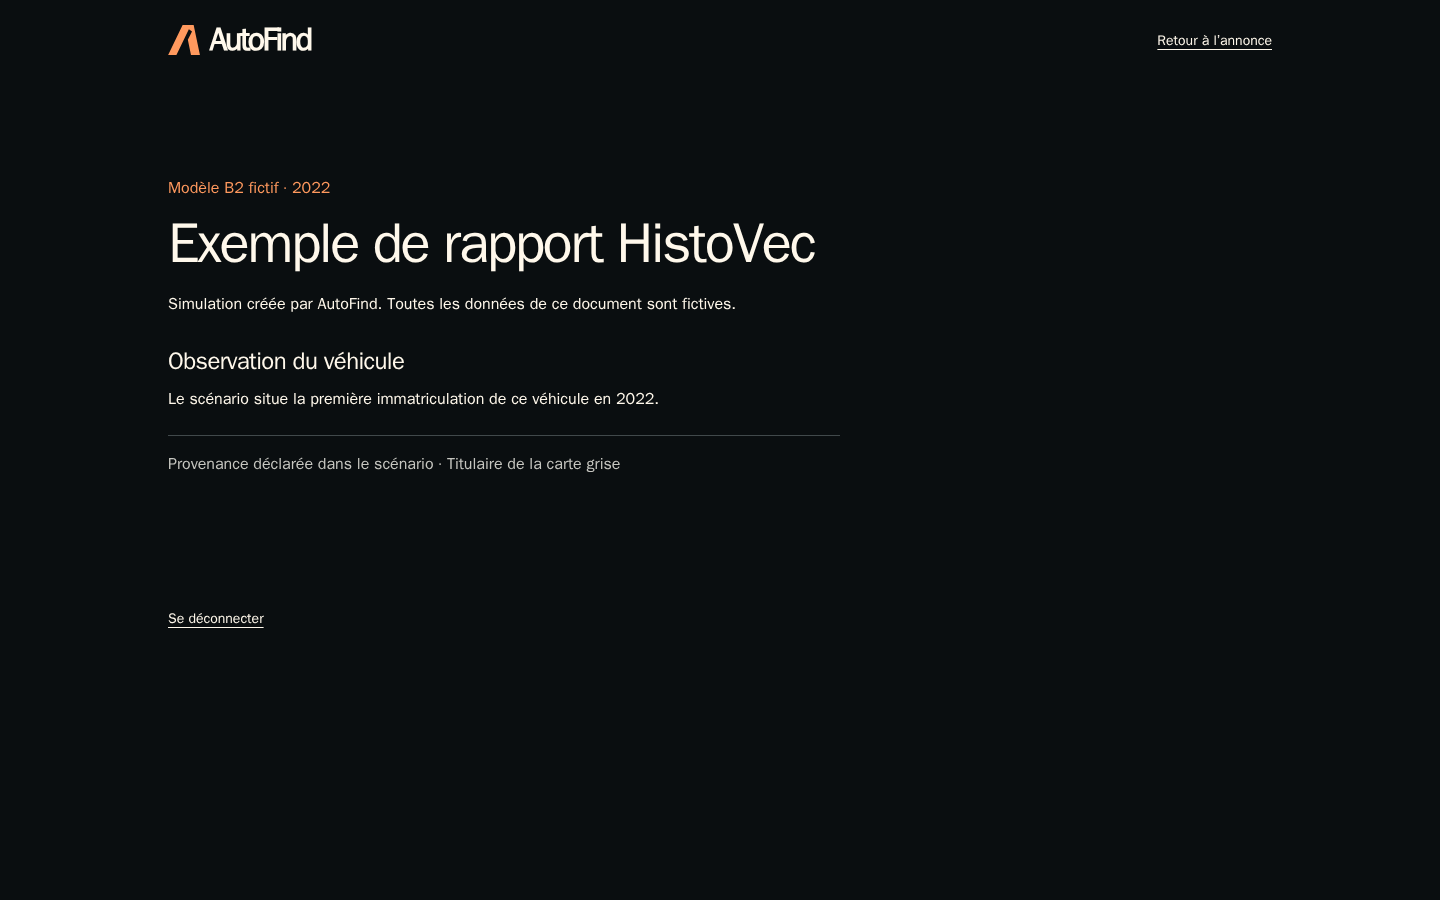 AutoFind
Retour à l'annonce
Modèle B2 fictif · 2022
Exemple de rapport HistoVec
Simulation créée par AutoFind. Toutes les données de ce document sont fictives.
Observation du véhicule
Le scénario situe la première immatriculation de ce véhicule en 2022.
Provenance déclarée dans le scénario · Titulaire de la carte grise
Se déconnecter